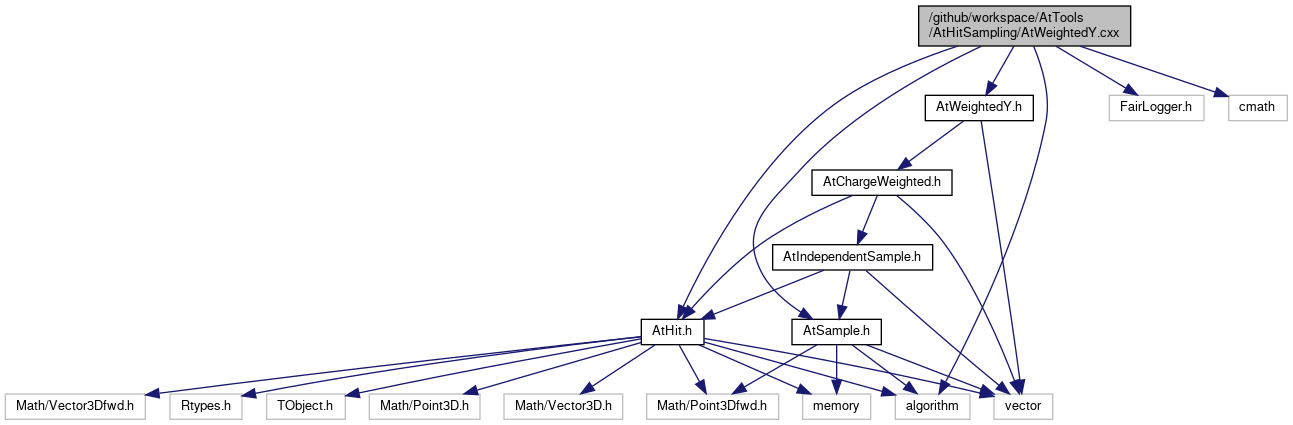 /github/workspace/AtTools
/AtHitSampling/AtWeightedY.cxx
AtWeightedY.h
FairLogger.h
cmath
AtChargeWeighted.h
AtIndependentSample.h
AtHit.h
AtSample.h
Math/Vector3Dfwd.h
Rtypes.h
TObject.h
Math/Point3D.h
Math/Vector3D.h
Math/Point3Dfwd.h
memory
algorithm
vector